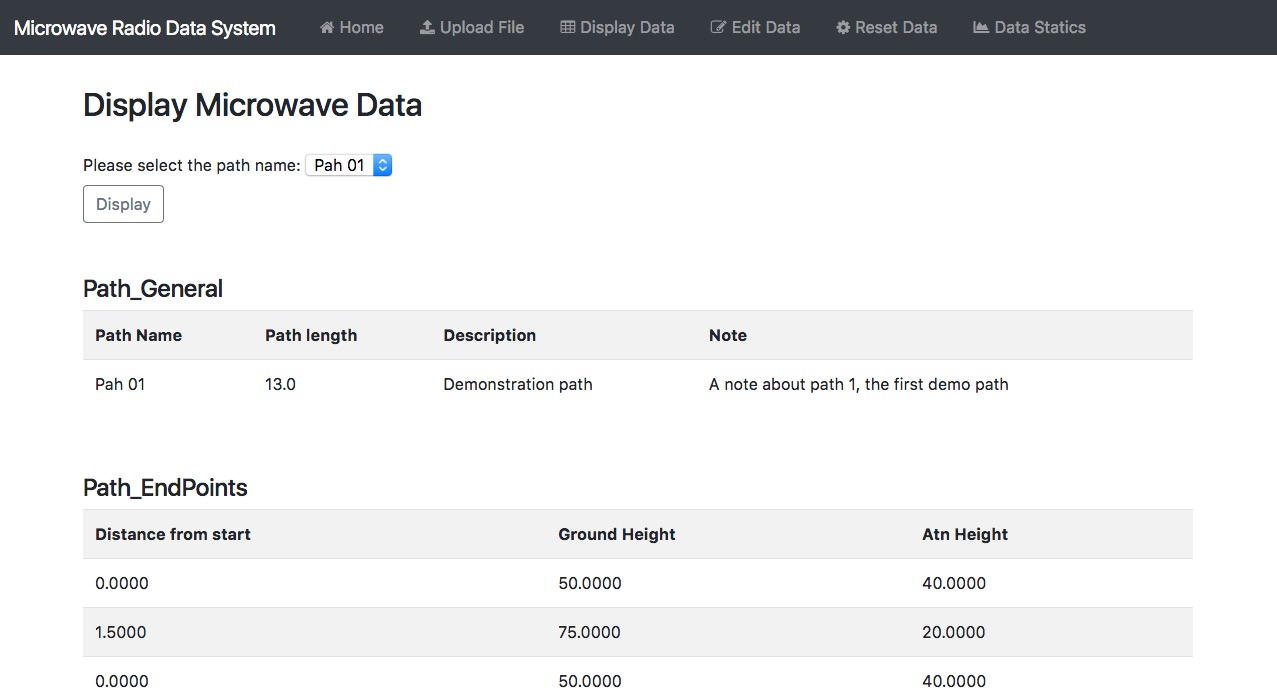 Microwave Radio Data System Home Upload File Display Data Edit Data Reset Data Data Statics
Display Microwave Data
Please select the path name: Pah 01
Display
Path_General
Path Name Path length Description Note
Pah 01 13.0 Demonstration path A note about path 1, the first demo path
Path_EndPoints
Distance from start Ground Height Atn Height
0.0000 50.0000 40.0000
1.5000 75.0000 20.0000
0.0000 50.0000 40.0000